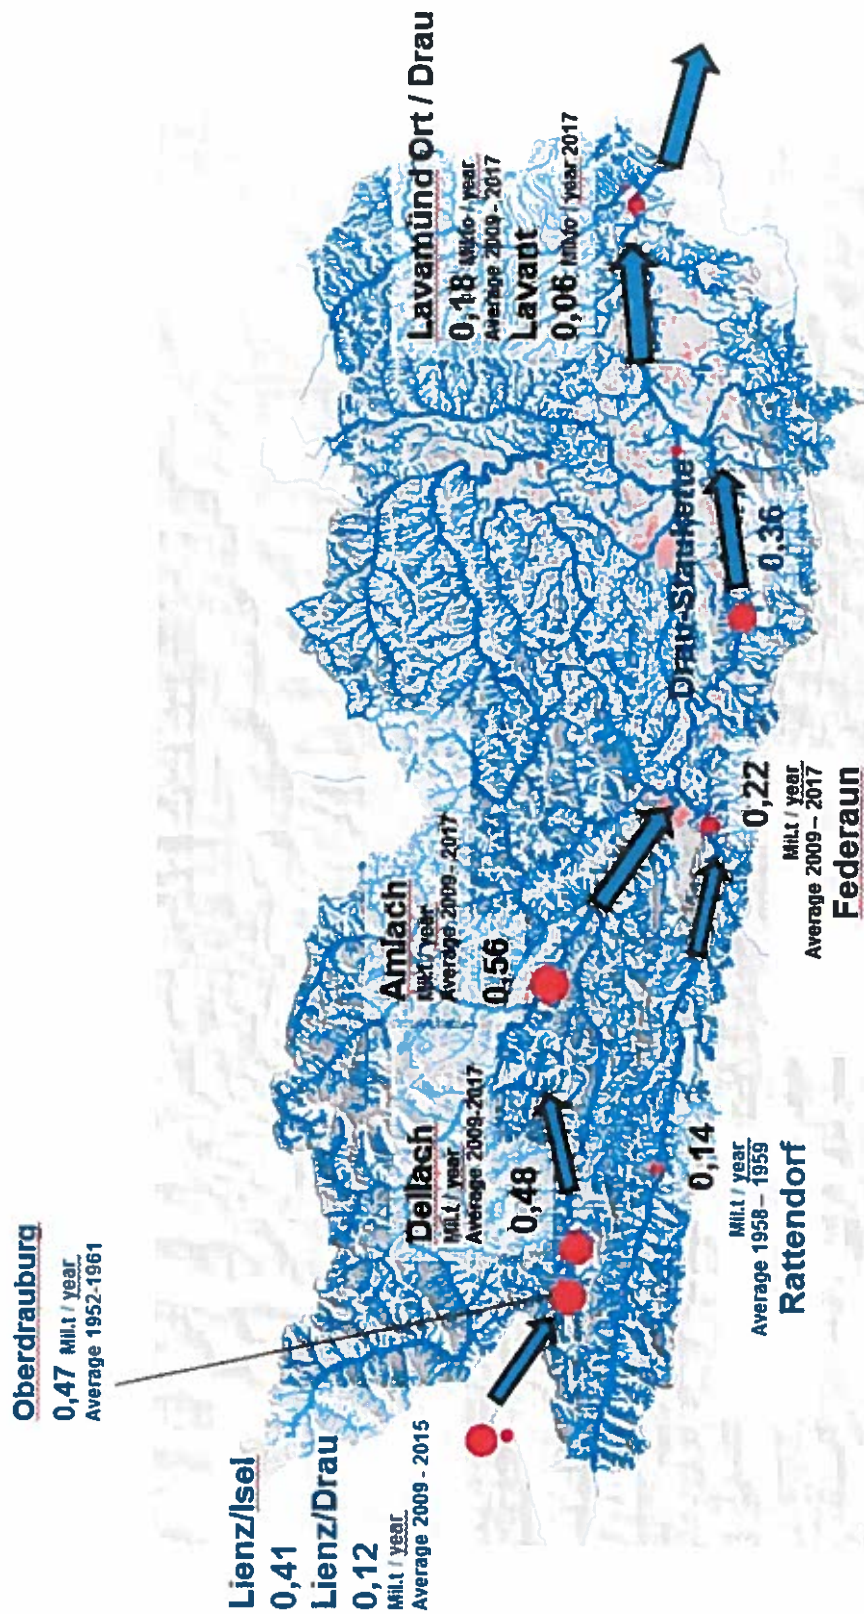 Oberdrauburg
0,47 Mil.t / year
Average 1952-1961
Lienz/Isel
0,41
Lienz/Drau
0,12
Mil.t / year
Average 2009 - 2015
Dellach
Mil.t / year
Average 2009-2017
0,48
Amlach
Mil.t / year
Average 2009 - 2017
0,56
Lavamünd Ort / Drau
0,18 / year
Average 2009 - 2017
Lavant
0,06 / year 2017
Drau-Staukette
0,36
0,22
Mil.t / year
Average 2009 – 2017
Federaun
0,14
Mil.t / year
Average 1958 – 1959
Rattendorf